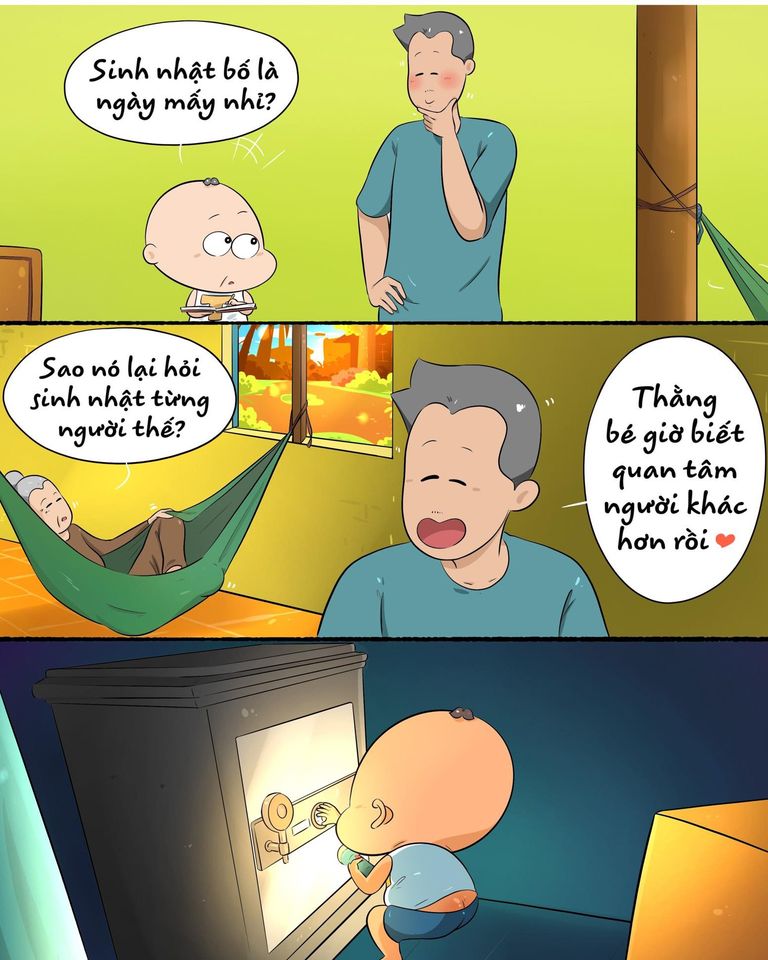 Sinh nhật bố là
ngày mấy nhỉ?
Sao nó lại hỏi
sinh nhật từng
người thế?
Thằng
bé giờ biết
quan tâm
người khác
hơn rồi ❤